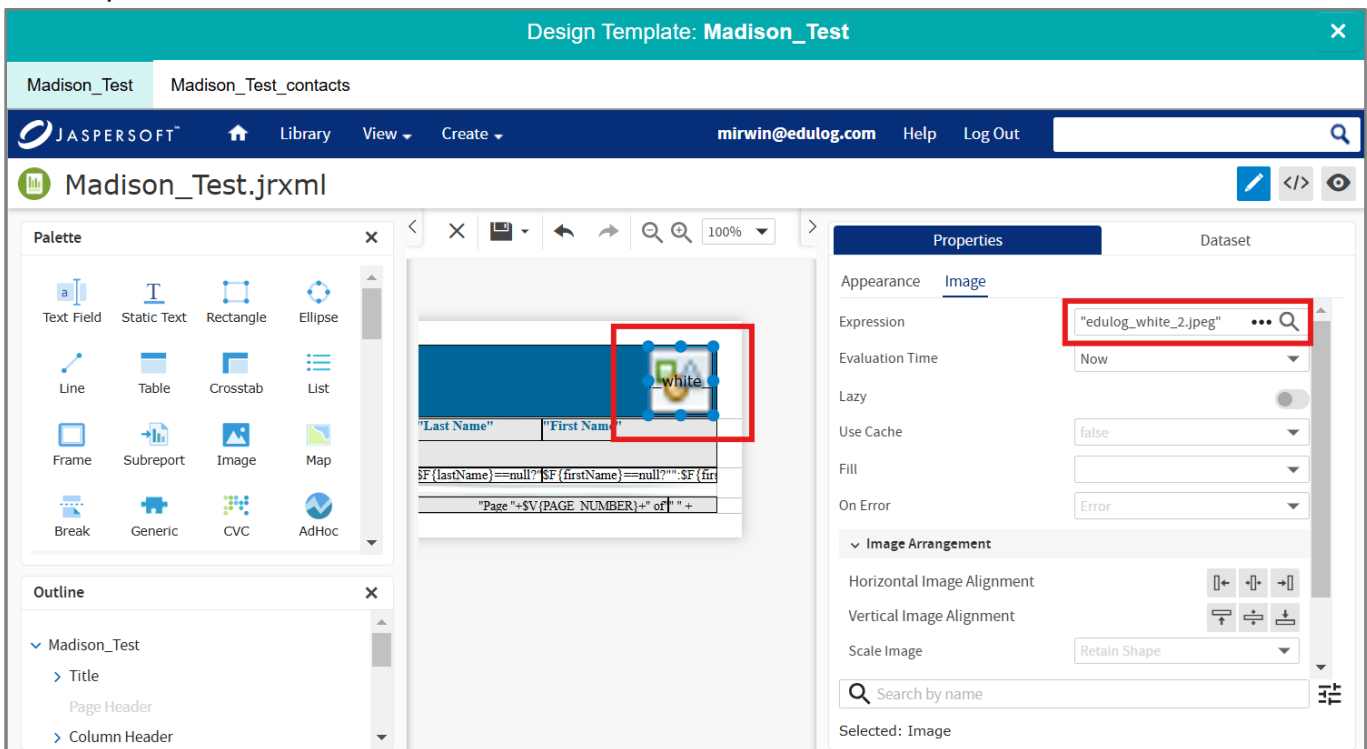 Design Template: Madison_Test
Madison_Test Madison_Test_contacts
JASPERSOFT Library View Create mirwin@edulog.com Help Log Out
Madison_Test.jrxml
</>
Palette
a
Text Field
T
Static Text
Rectangle
Ellipse
Line
Table
Crosstab
List
Frame
Subreport
Image
Map
Break
Generic
CVC
AdHoc
Outline
Madison_Test
Title
Page Header
Column Header
100%
_white_
"Last Name" "First Name"
$F{lastName}==null?" $F{firstName}==null?"":$F{firs
"Page "+$V{PAGE_NUMBER}+" of " " +
Properties Dataset
Appearance Image
Expression "edulog_white_2.jpeg"
Evaluation Time Now
Lazy
Use Cache false
Fill
On Error Error
Image Arrangement
Horizontal Image Alignment
Vertical Image Alignment
Scale Image Retain Shape
Search by name
Selected: Image